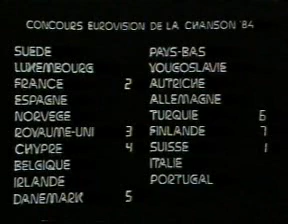 CONCOURS EUROVISION DE LA CHANSON '84
SUEDE
LUXEMBOURG
FRANCE 2
ESPAGNE
NORVEGE
ROYAUME-UNI 3
CHYPRE 4
BELGIQUE
IRLANDE
DANEMARK 5
PAYS-BAS
YOUGOSLAVIE
AUTRICHE
ALLEMAGNE
TURQUIE 6
FINLANDE 7
SUISSE 1
ITALIE
PORTUGAL